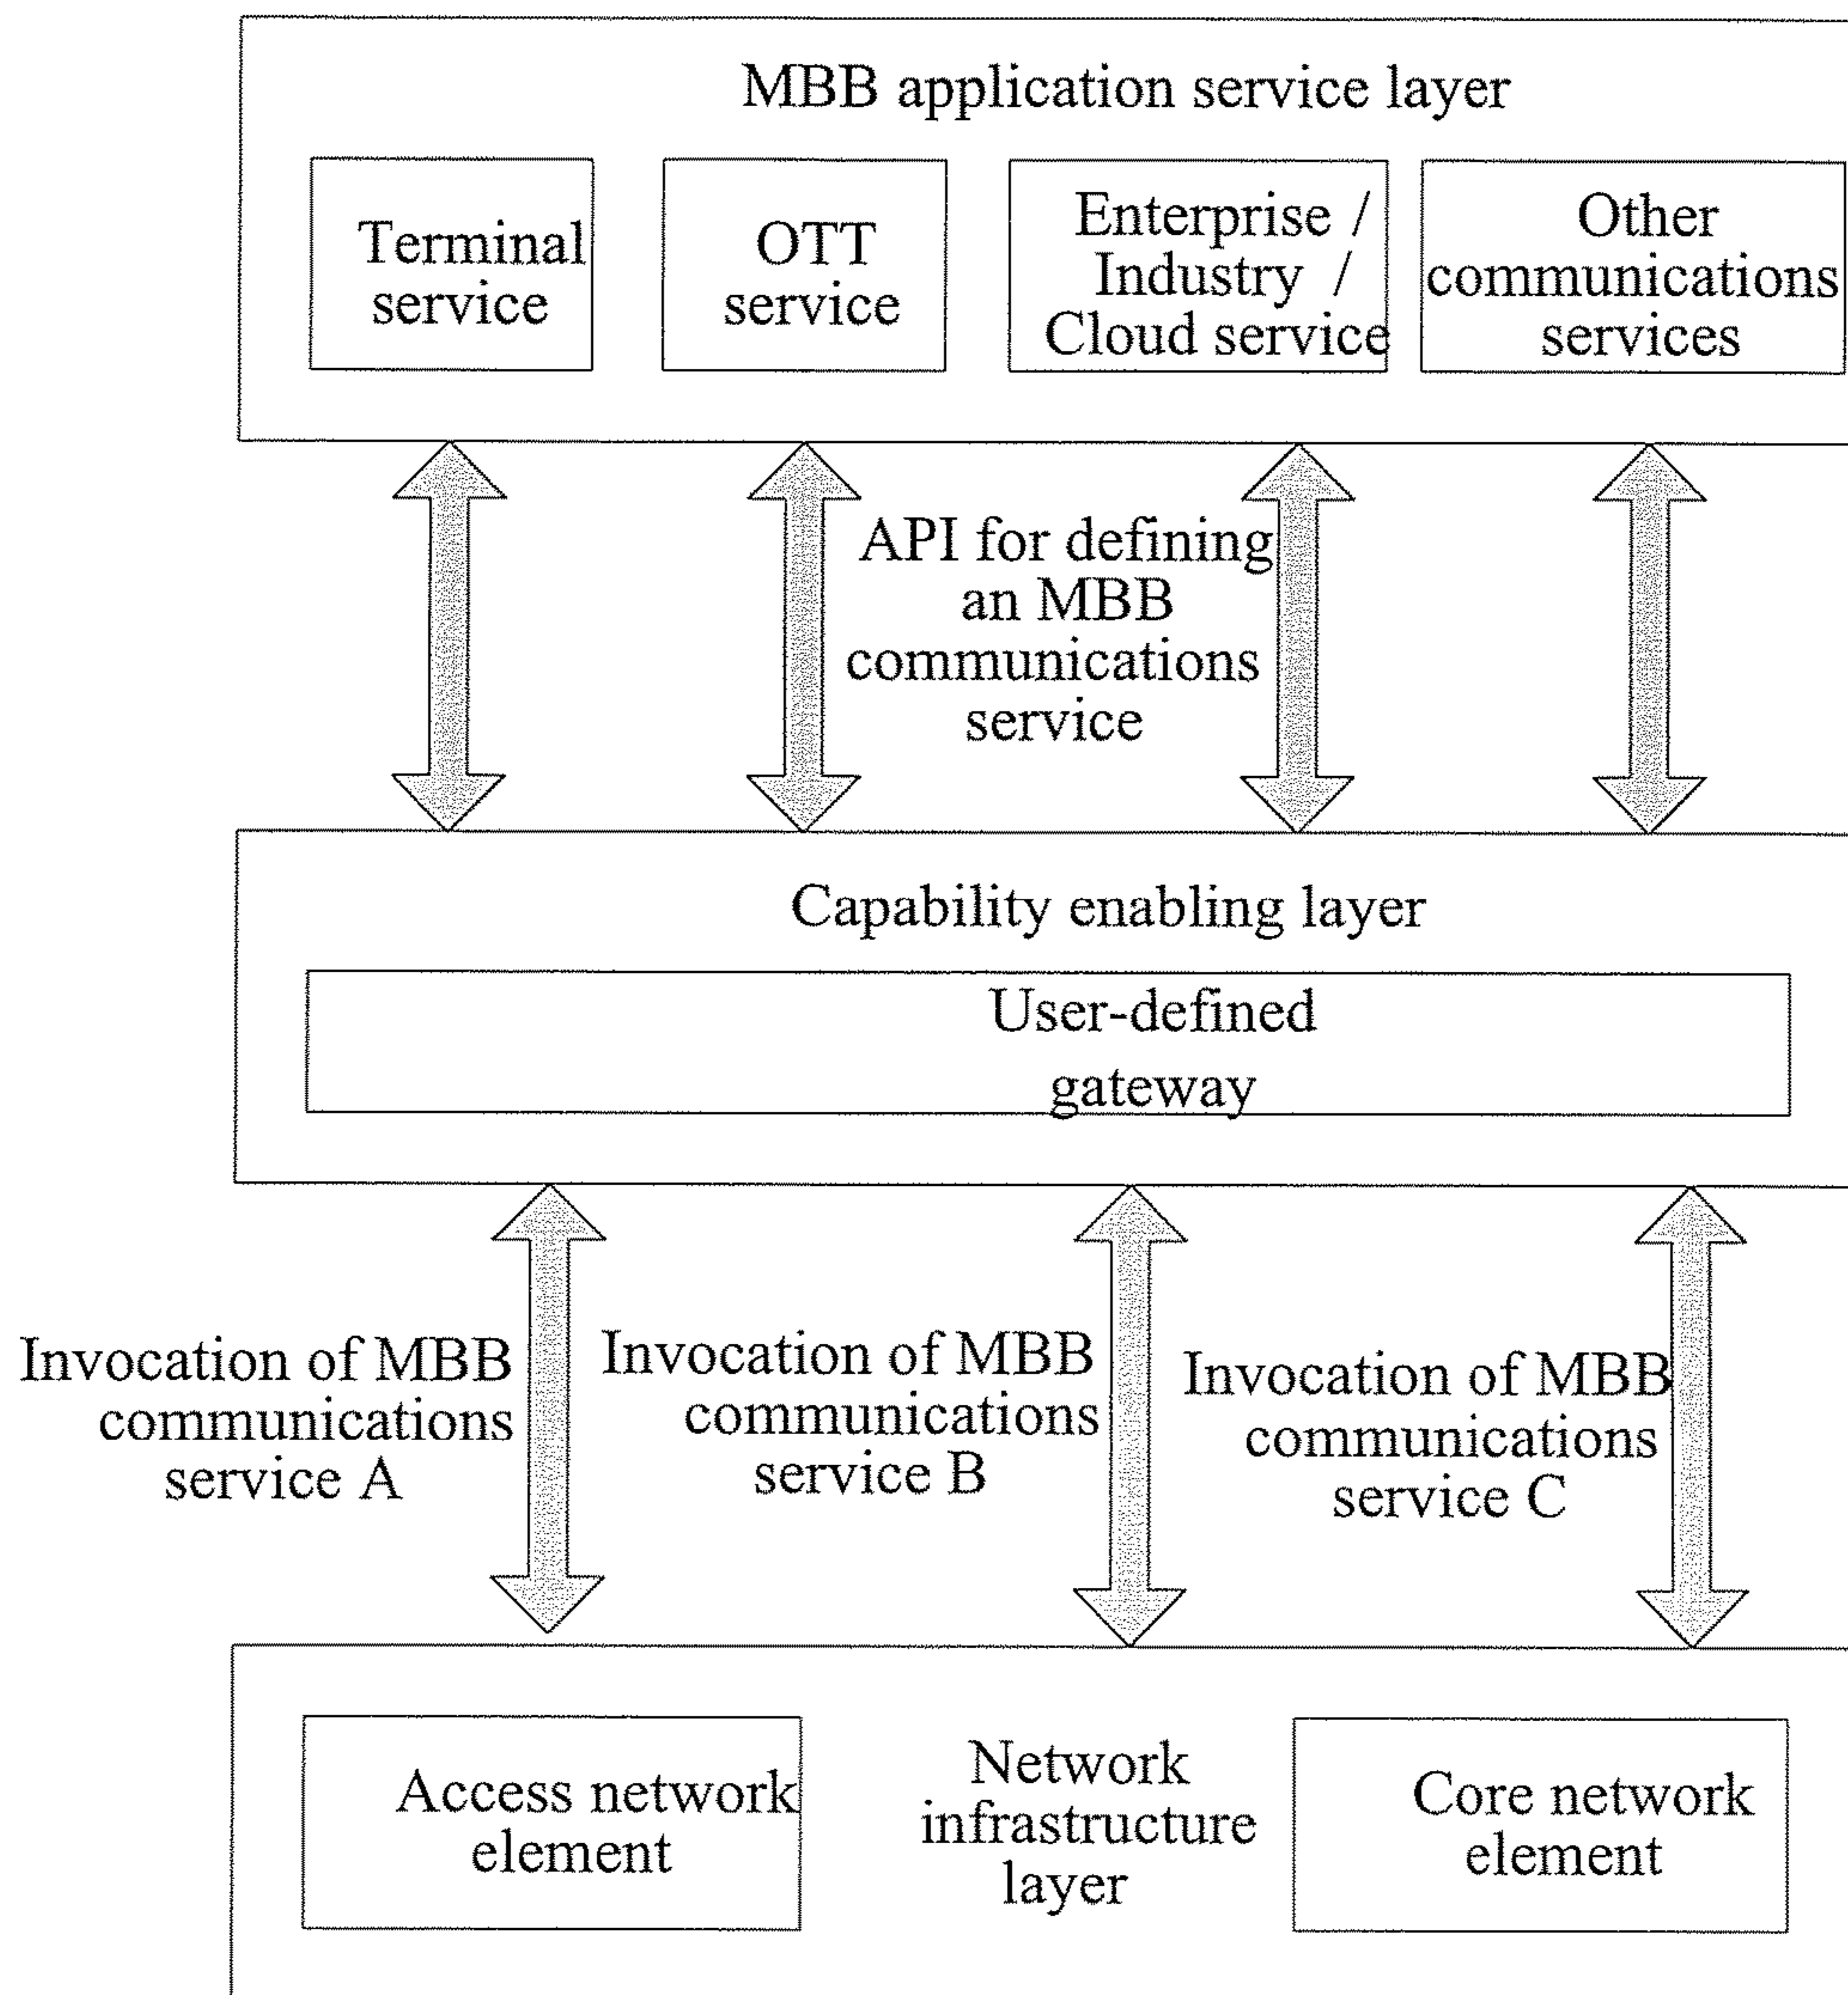 MBB application service layer
Terminal
service
OTT
service
Enterprise /
Industry /
Cloud service
Other
communications
services
API for defining
an MBB
communications
service
Capability enabling layer
User-defined
gateway
Invocation of MBB
communications
service A
Invocation of MBB
communications
service B
Invocation of MBB
communications
service C
Access network
element
Network
infrastructure
layer
Core network
element